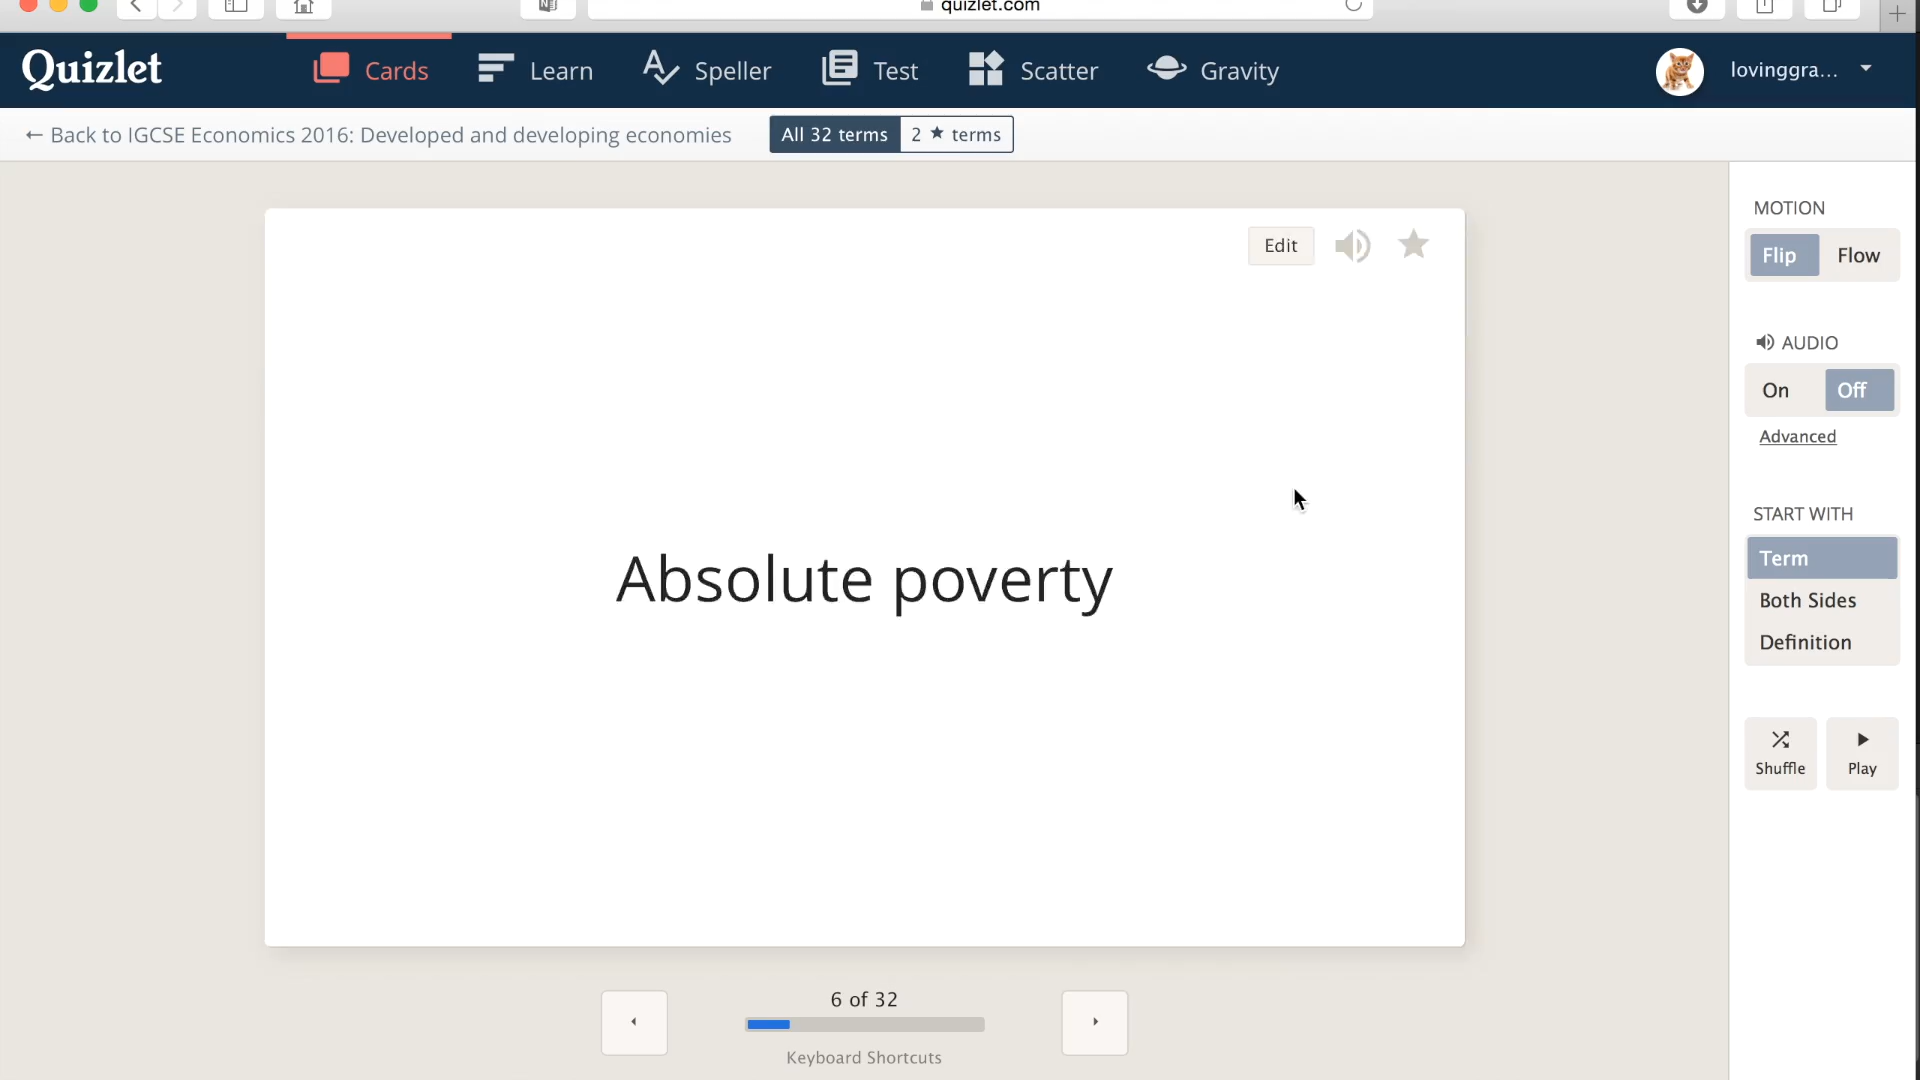 quizlet.com
Quizlet Cards Learn Speller Test Scatter Gravity lovinggra...
← Back to IGCSE Economics 2016: Developed and developing economies All 32 terms 2 ★ terms
MOTION
Edit
Flip Flow
AUDIO
On Off
Advanced
START WITH
Term
Absolute poverty
Both Sides
Definition
Shuffle Play
6 of 32
Keyboard Shortcuts